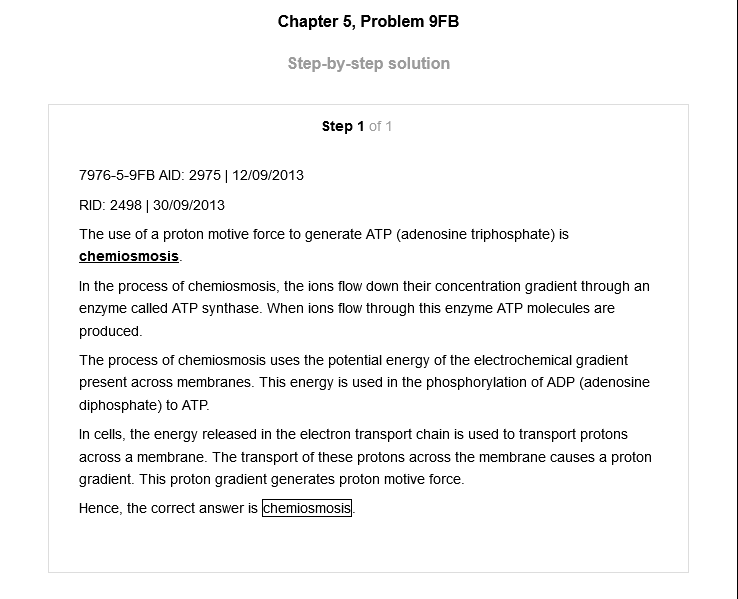 Chapter 5, Problem 9FB
Step-by-step solution
Step 1 of 1
7976-5-9FB AID: 2975 | 12/09/2013
RID: 2498 | 30/09/2013
The use of a proton motive force to generate ATP (adenosine triphosphate) is
chemiosmosis.
In the process of chemiosmosis, the ions flow down their concentration gradient through an
enzyme called ATP synthase. When ions flow through this enzyme ATP molecules are
produced.
The process of chemiosmosis uses the potential energy of the electrochemical gradient
present across membranes. This energy is used in the phosphorylation of ADP (adenosine
diphosphate) to ATP.
In cells, the energy released in the electron transport chain is used to transport protons
across a membrane. The transport of these protons across the membrane causes a proton
gradient. This proton gradient generates proton motive force.
Hence, the correct answer is chemiosmosis.